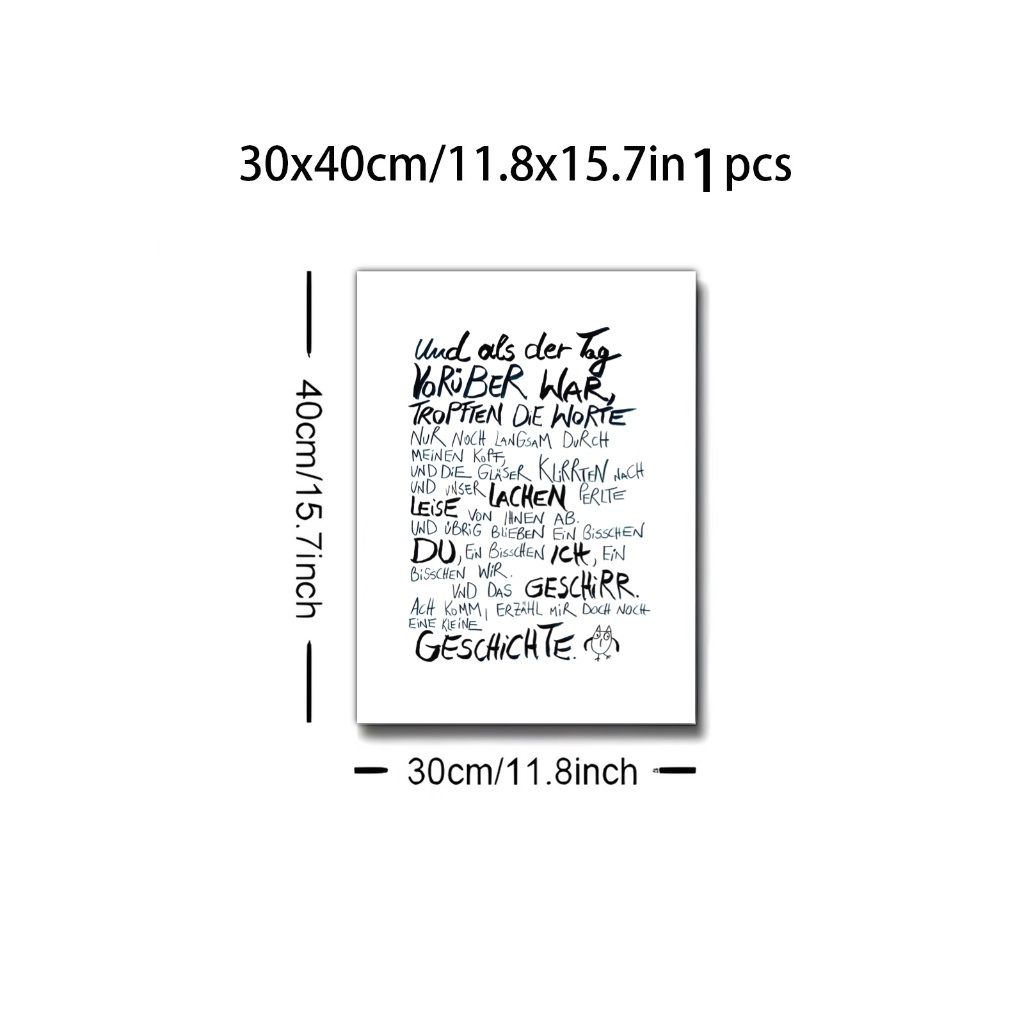 30x40cm/11.8x15.7in 1 pcs
40cm/15.7inch
Und als der Tag
VORÜBER WAR,
TROPFTEN DIE WORTE
NUR NOCH LANGSAM DURCH
MEINEN KOPF,
UND DIE GLÄSER KLIRRTEN NACH
UND UNSER LACHEN PERLTE
LEISE VON IHNEN AB.
UND ÜBRIG BLIEBEN EIN BISSCHEN
DU, EIN BISSCHEN ICH, EIN
BISSCHEN WIR.
UND DAS GESCHIRR.
ACH KOMM, ERZÄHL MIR DOCH NOCH
EINE KLEINE
GESCHICHTE.
30cm/11.8inch